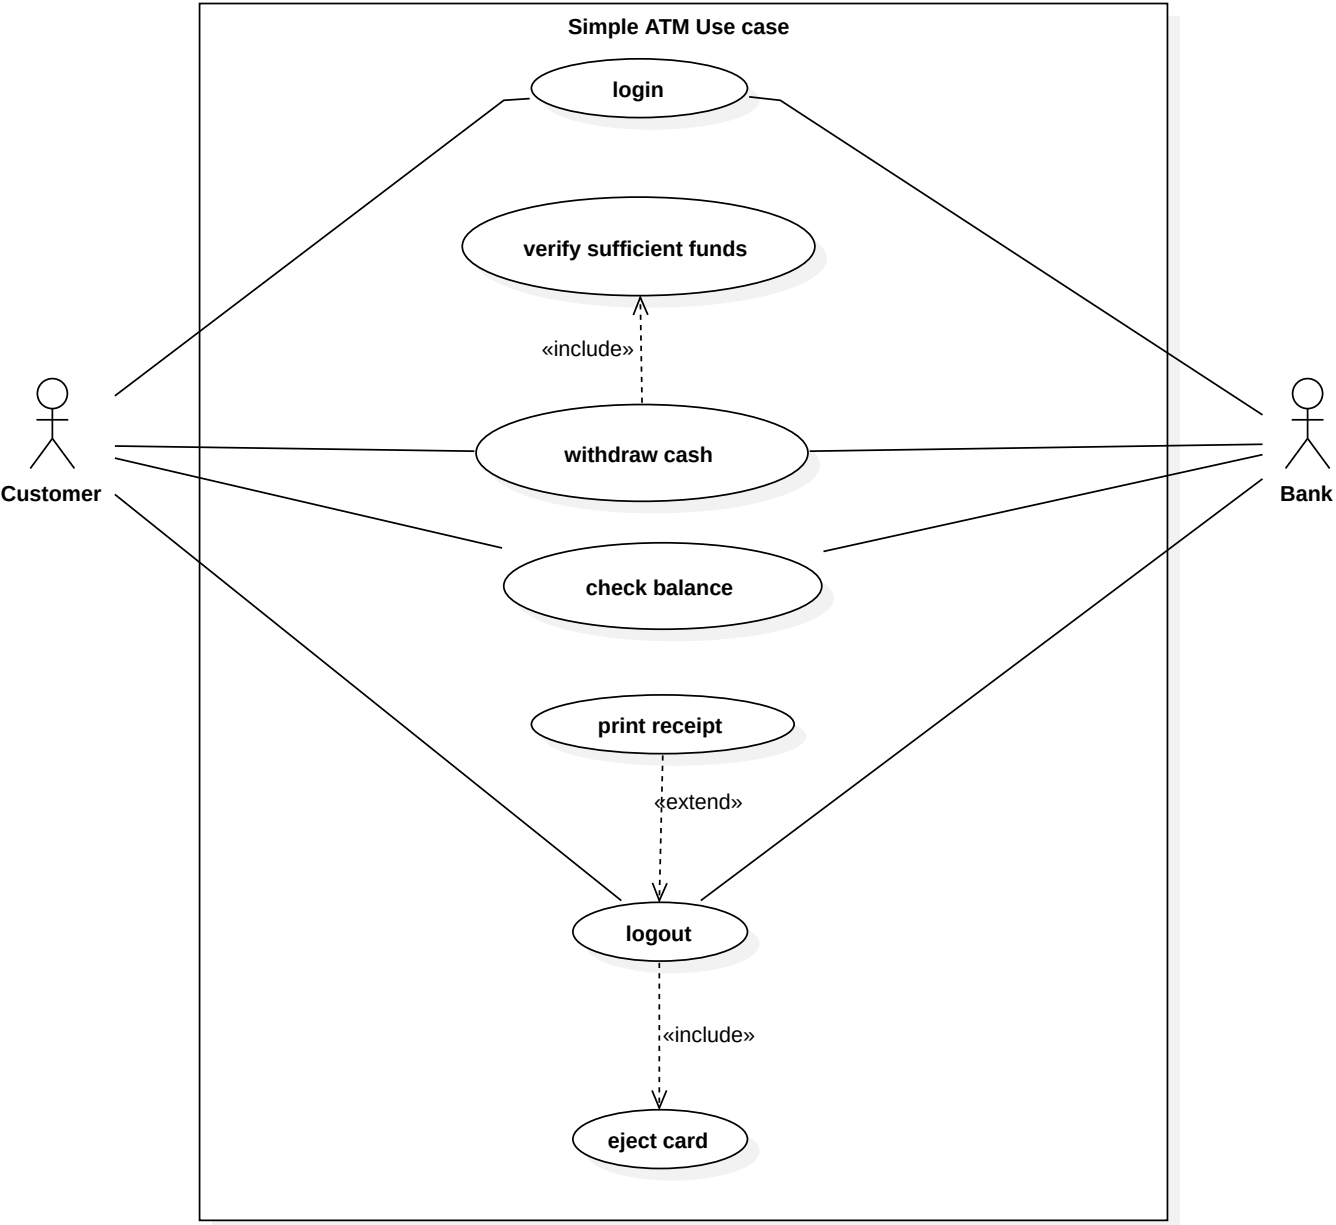 Simple ATM Use case
login
verify sufficient funds
«include»
withdraw cash
Customer
Bank
check balance
print receipt
«extend»
logout
«include»
eject card